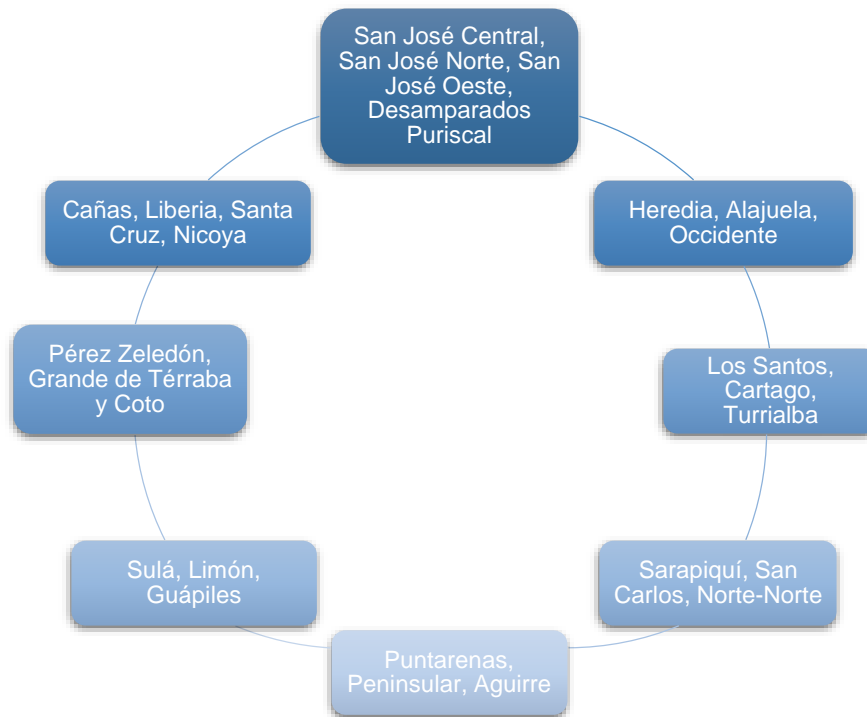 San José Central,
San José Norte, San
José Oeste,
Desamparados
Puriscal
Heredia, Alajuela,
Occidente
Los Santos,
Cartago,
Turrialba
Sarapiquí, San
Carlos, Norte-Norte
Puntarenas,
Peninsular, Aguirre
Sulá, Limón,
Guápiles
Pérez Zeledón,
Grande de Térraba
y Coto
Cañas, Liberia, Santa
Cruz, Nicoya